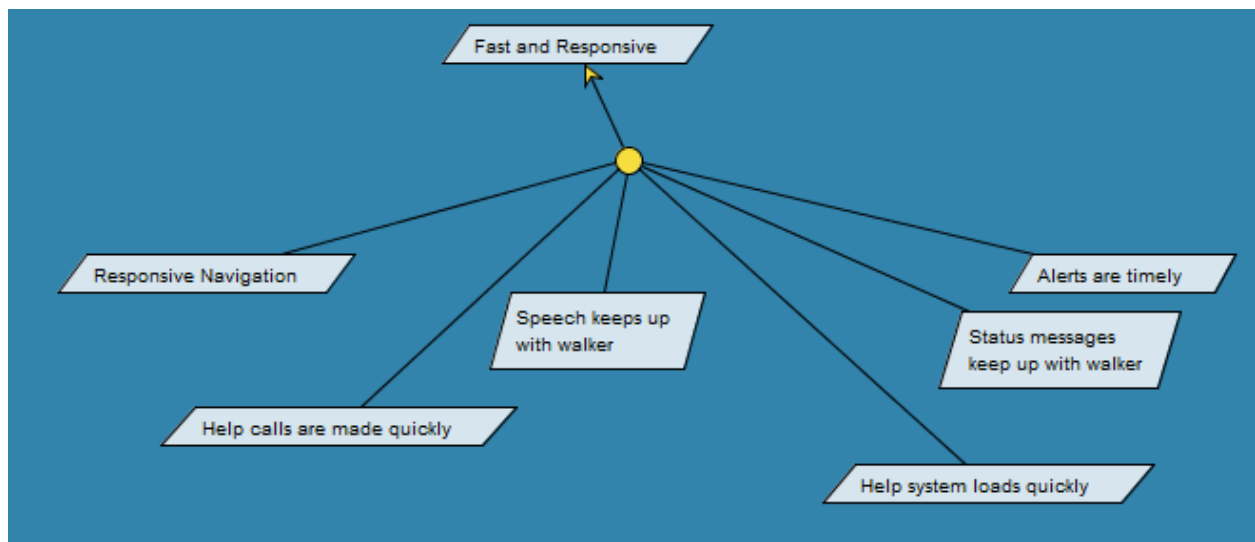 Fast and Responsive
Responsive Navigation
Alerts are timely
Speech keeps up
with walker
Status messages
keep up with walker
Help calls are made quickly
Help system loads quickly